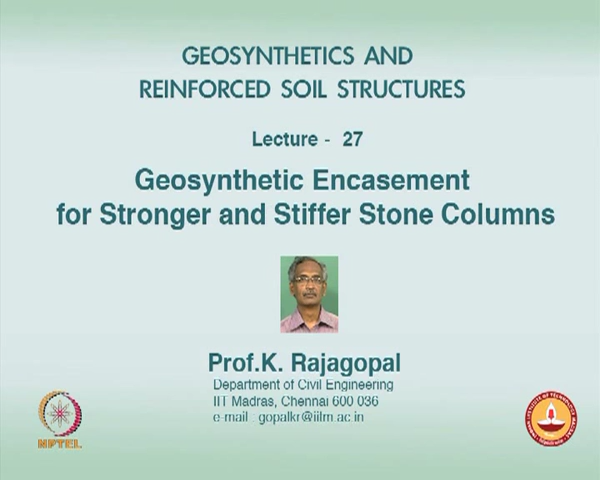 GEOSYNTHETICS AND
REINFORCED SOIL STRUCTURES
Lecture - 27
Geosynthetic Encasement
for Stronger and Stiffer Stone Columns
Prof.K. Rajagopal
Department of Civil Engineering
IIT Madras, Chennai 600 036
e-mail : gopalkr@iitm.ac.in
NPTEL